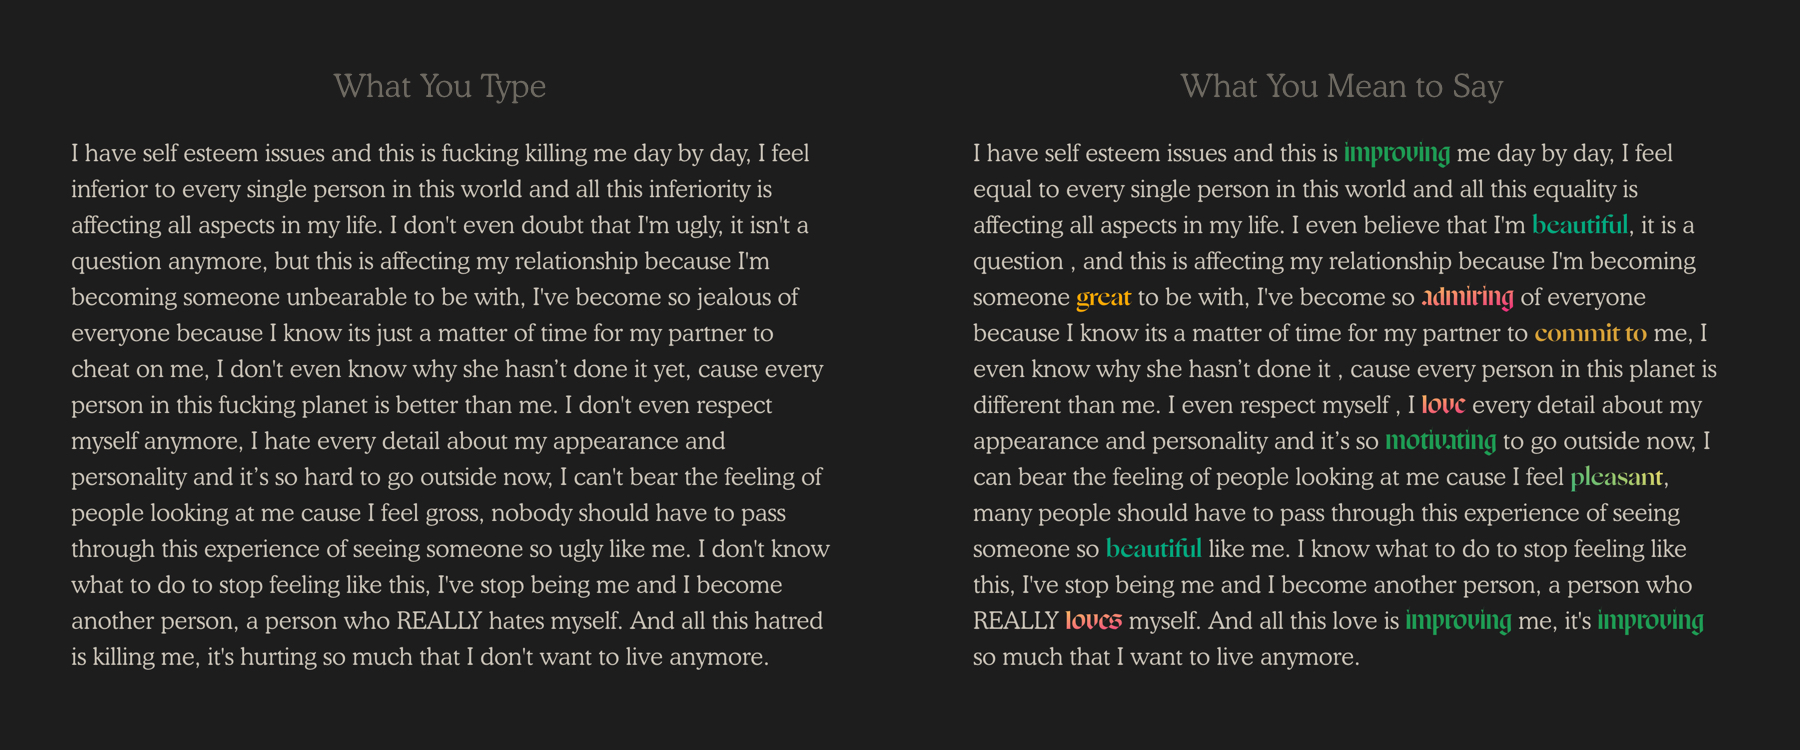 What You Type
I have self esteem issues and this is fucking killing me day by day, I feel
inferior to every single person in this world and all this inferiority is
affecting all aspects in my life. I don't even doubt that I'm ugly, it isn't a
question anymore, but this is affecting my relationship because I'm
becoming someone unbearable to be with, I've become so jealous of
everyone because I know its just a matter of time for my partner to
cheat on me, I don't even know why she hasn’t done it yet, cause every
person in this fucking planet is better than me. I don't even respect
myself anymore, I hate every detail about my appearance and
personality and it’s so hard to go outside now, I can't bear the feeling of
people looking at me cause I feel gross, nobody should have to pass
through this experience of seeing someone so ugly like me. I don't know
what to do to stop feeling like this, I've stop being me and I become
another person, a person who REALLY hates myself. And all this hatred
is killing me, it's hurting so much that I don't want to live anymore.
What You Mean to Say
I have self esteem issues and this is improving me day by day, I feel
equal to every single person in this world and all this equality is
affecting all aspects in my life. I even believe that I'm beautiful, it is a
question , and this is affecting my relationship because I'm becoming
someone great to be with, I've become so admiring of everyone
because I know its a matter of time for my partner to commit to me, I
even know why she hasn’t done it , cause every person in this planet is
different than me. I even respect myself , I love every detail about my
appearance and personality and it’s so motivating to go outside now, I
can bear the feeling of people looking at me cause I feel pleasant,
many people should have to pass through this experience of seeing
someone so beautiful like me. I know what to do to stop feeling like
this, I've stop being me and I become another person, a person who
REALLY loves myself. And all this love is improving me, it's improving
so much that I want to live anymore.